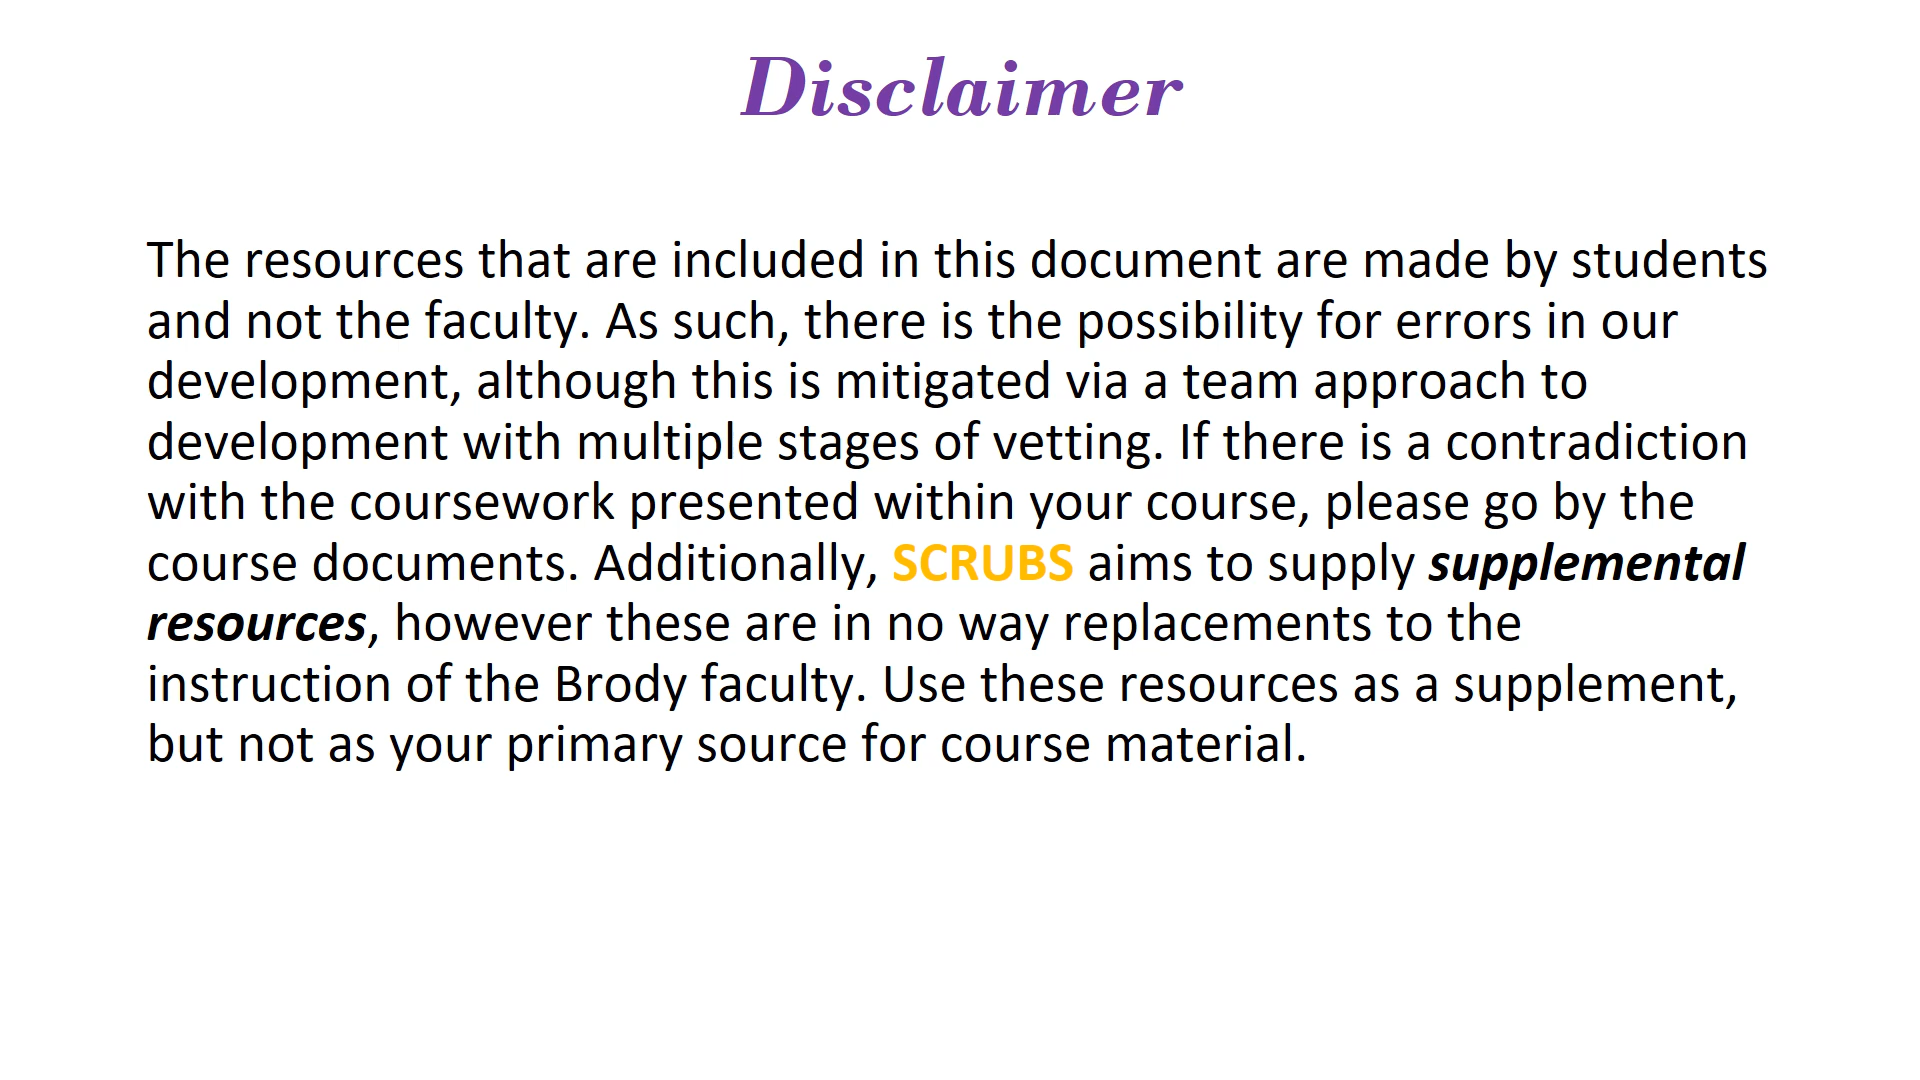 Disclaimer
The resources that are included in this document are made by students
and not the faculty. As such, there is the possibility for errors in our
development, although this is mitigated via a team approach to
development with multiple stages of vetting. If there is a contradiction
with the coursework presented within your course, please go by the
course documents. Additionally, SCRUBS aims to supply supplemental
resources, however these are in no way replacements to the
instruction of the Brody faculty. Use these resources as a supplement,
but not as your primary source for course material.